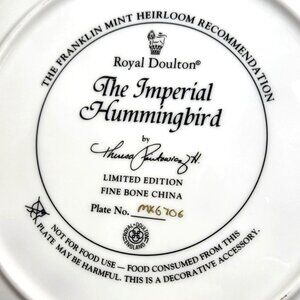 THE FRANKLIN MINT HEIRLOOM RECOMMENDATION
Royal Doulton®
The Imperial
Hummingbird
by
LIMITED EDITION
FINE BONE CHINA
Plate No. MX6706
NOT FOR FOOD USE — FOOD CONSUMED FROM THIS
PLATE MAY BE HARMFUL. THIS IS A DECORATIVE ACCESSORY.